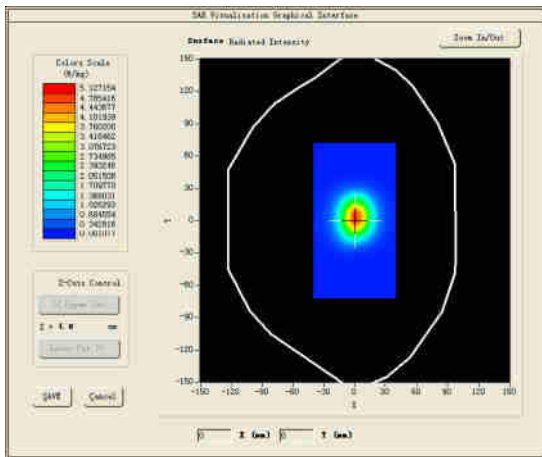 SAR Visualisation Graphical Interface
Surface Radiated Intensity
Zoom In/Out
Colors Scale
(W/kg)
5.127154
4.785416
4.443677
4.101939
3.760200
3.418462
3.076723
2.734985
2.393246
2.051508
1.709770
1.368031
1.026293
0.684554
0.342816
0.001077
150
120
90
60
30
0
-30
-60
-90
-120
-150
Y
-150 -120 -90 -60 -30 0 30 60 90 120 150
X
Z-Cuts Control
Z =
mm
SAVE
Cancel
0 X (mm) 0 Y (mm)